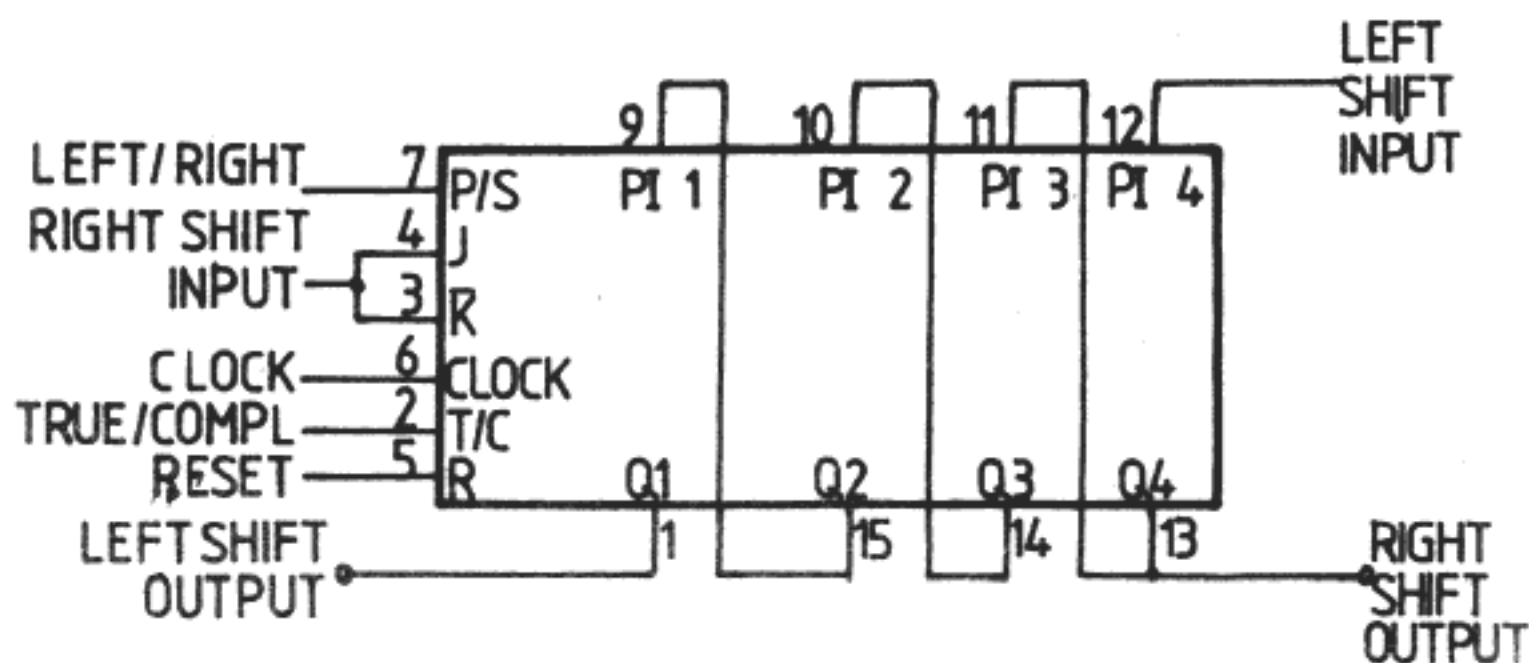 LEFT
SHIFT
INPUT
9 10 11 12
LEFT/RIGHT 7 P/S PI 1 PI 2 PI 3 PI 4
RIGHT SHIFT 4 J
INPUT 3 K̅
CLOCK 6 CLOCK
TRUE/COMPL 2 T/C
RESET 5 R Q1 Q2 Q3 Q4
1 15 14 13
LEFT SHIFT
OUTPUT
RIGHT
SHIFT
OUTPUT